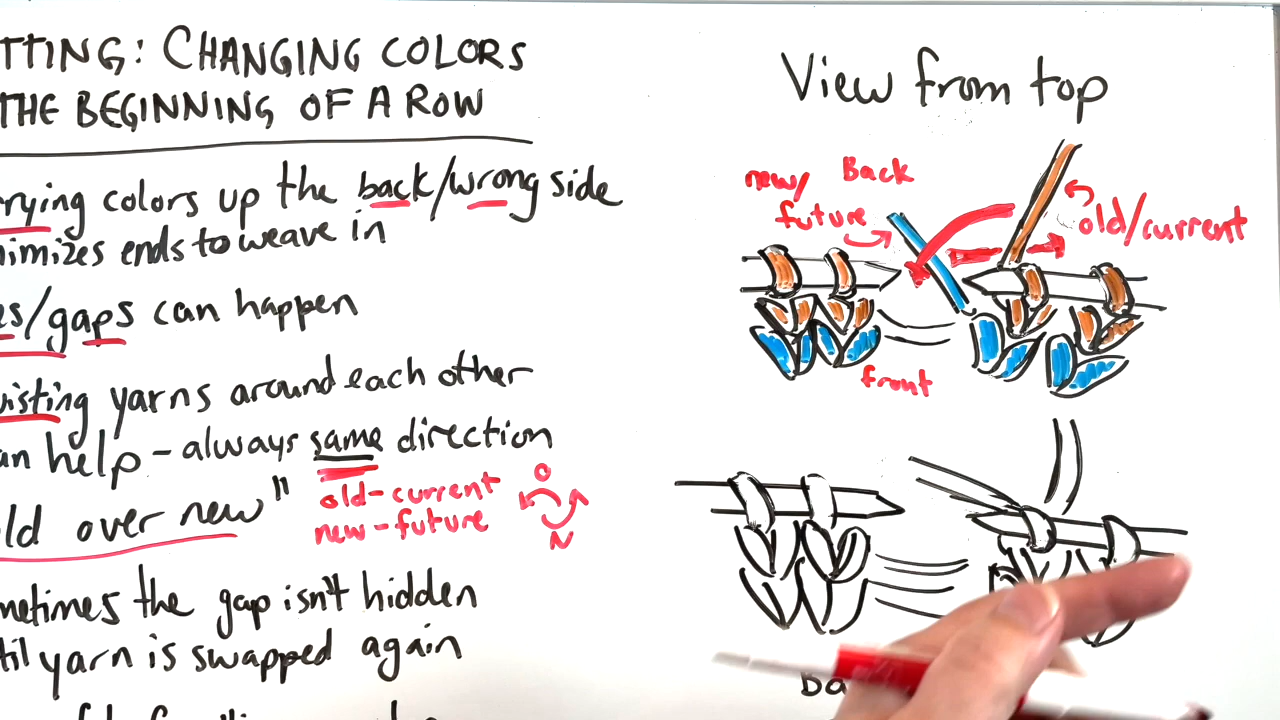 TTING: CHANGING COLORS
THE BEGINNING OF A ROW
rrying colors up the back/wrong side
nimizes ends to weave in
es/gaps can happen
visting yarns around each other
an help - always same direction
ld over new"
old-current
new-future
O
N
metimes the gap isn't hidden
til yarn is swapped again
View from top
new/
future
Back
old/current
front